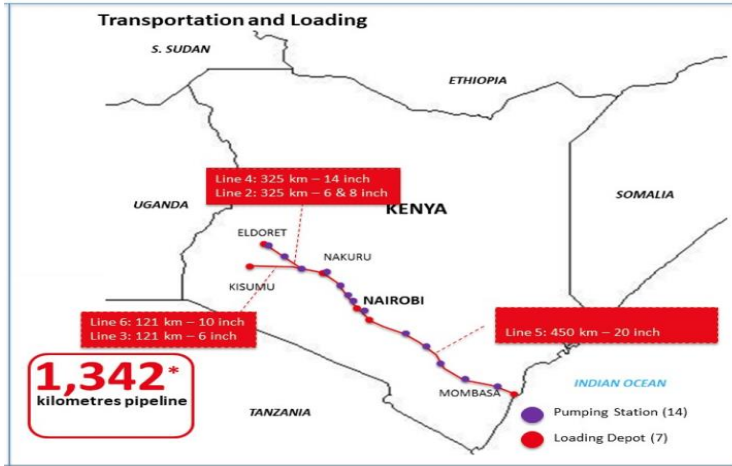 Transportation and Loading
S. SUDAN
ETHIOPIA
Line 4: 325 km – 14 inch
Line 2: 325 km – 6 & 8 inch
UGANDA
KENYA
SOMALIA
ELDORET
NAKURU
KISUMU
NAIROBI
Line 6: 121 km – 10 inch
Line 3: 121 km – 6 inch
Line 5: 450 km – 20 inch
1,342*
kilometres pipeline
INDIAN OCEAN
MOMBASA
TANZANIA
Pumping Station (14)
Loading Depot (7)